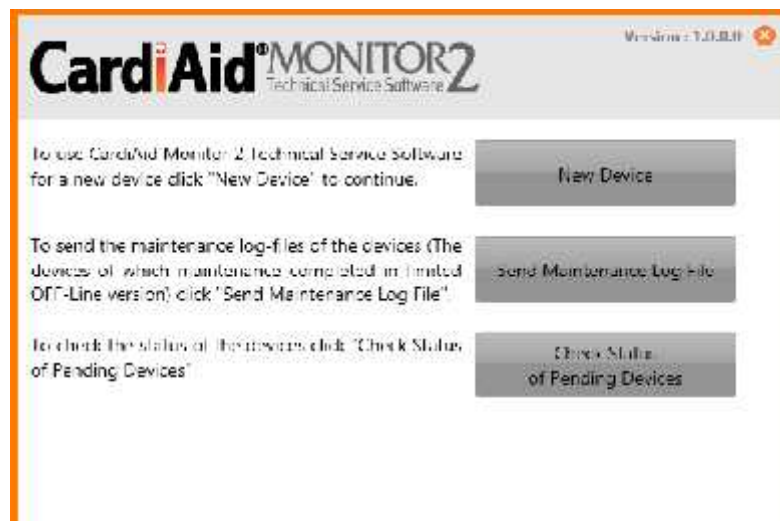 CardiAid® MONITOR2
Technical Service Software
Version : 1.0.8.0
To use CardiAid Monitor 2 Technical Service Software
for a new device click "New Device" to continue.
New Device
To send the maintenance log-files of the devices (The
devices of which maintenance completed in limited
OFF-Line version) click "Send Maintenance Log File".
Send Maintenance Log File
To check the status of the devices click "Check Status
of Pending Devices"
Check Status
of Pending Devices